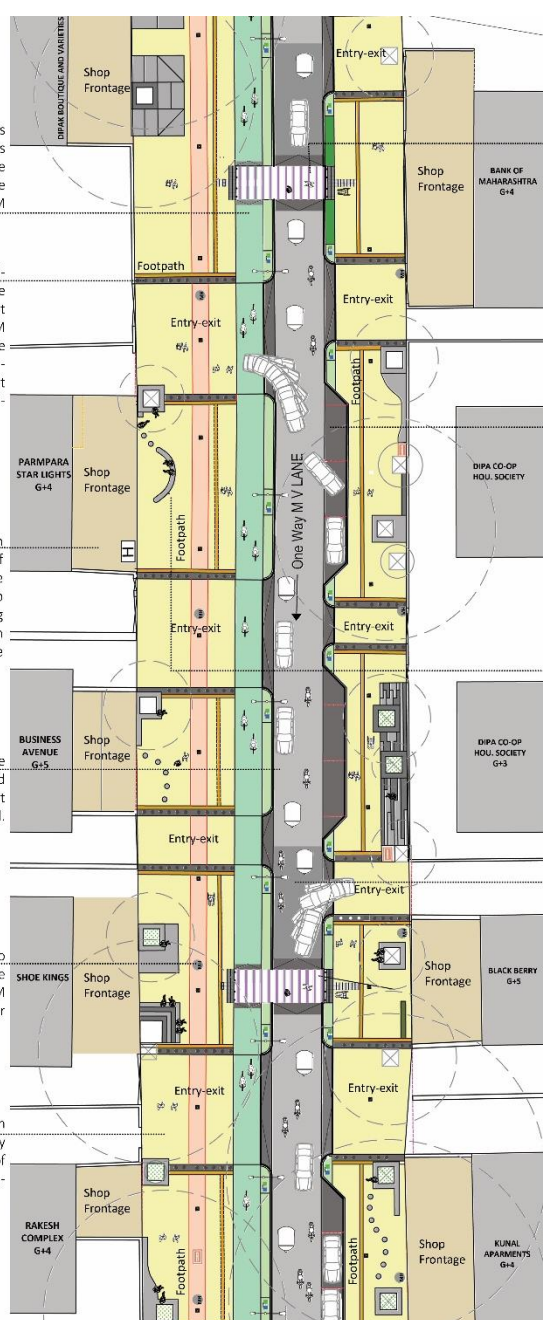 DIPAK BOUTIQUE AND VARIETIES
Shop
Frontage
Entry-exit
Shop
Frontage
BANK OF
MAHARASHTRA
G+4
Footpath
Entry-exit
Entry-exit
Footpath
PARMPARA
STAR LIGHTS
G+4
Shop
Frontage
DIPA CO-OP
HOU. SOCIETY
One Way M V LANE
H
Footpath
Entry-exit
Entry-exit
BUSINESS
AVENUE
G+5
Shop
Frontage
DIPA CO-OP
HOU. SOCIETY
G+3
Entry-exit
Entry-exit
SHOE KINGS
Shop
Frontage
Shop
Frontage
BLACK BERRY
G+5
Entry-exit
Entry-exit
Shop
Frontage
RAKESH
COMPLEX
G+4
Footpath
Footpath
Shop
Frontage
KUNAL
APARMENTS
G+4